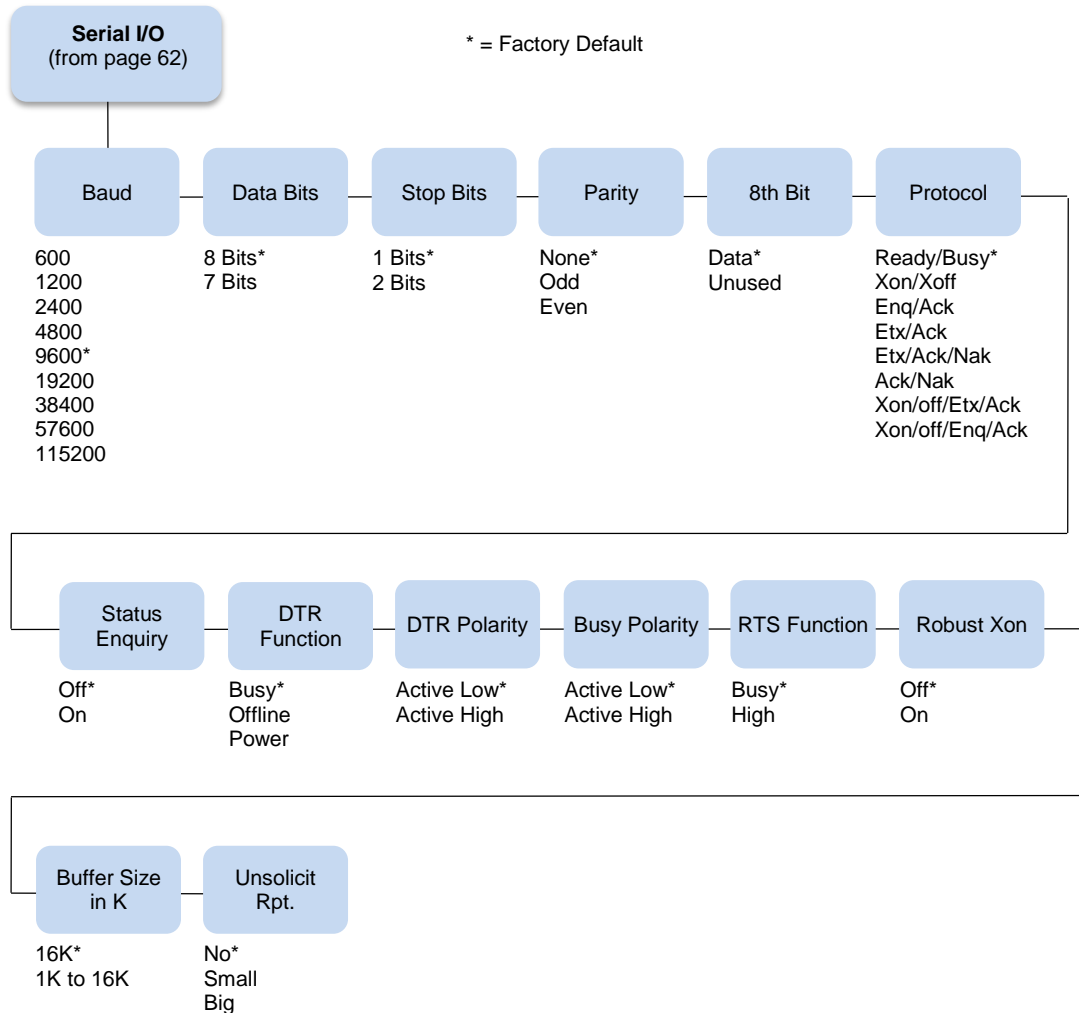 Serial I/O
(from page 62)
* = Factory Default
Baud
600
1200
2400
4800
9600*
19200
38400
57600
115200
Data Bits
8 Bits*
7 Bits
Stop Bits
1 Bits*
2 Bits
Parity
None*
Odd
Even
8th Bit
Data*
Unused
Protocol
Ready/Busy*
Xon/Xoff
Enq/Ack
Etx/Ack
Etx/Ack/Nak
Ack/Nak
Xon/off/Etx/Ack
Xon/off/Enq/Ack
Status
Enquiry
Off*
On
DTR
Function
Busy*
Offline
Power
DTR Polarity
Active Low*
Active High
Busy Polarity
Active Low*
Active High
RTS Function
Busy*
High
Robust Xon
Off*
On
Buffer Size
in K
16K*
1K to 16K
Unsolicit
Rpt.
No*
Small
Big